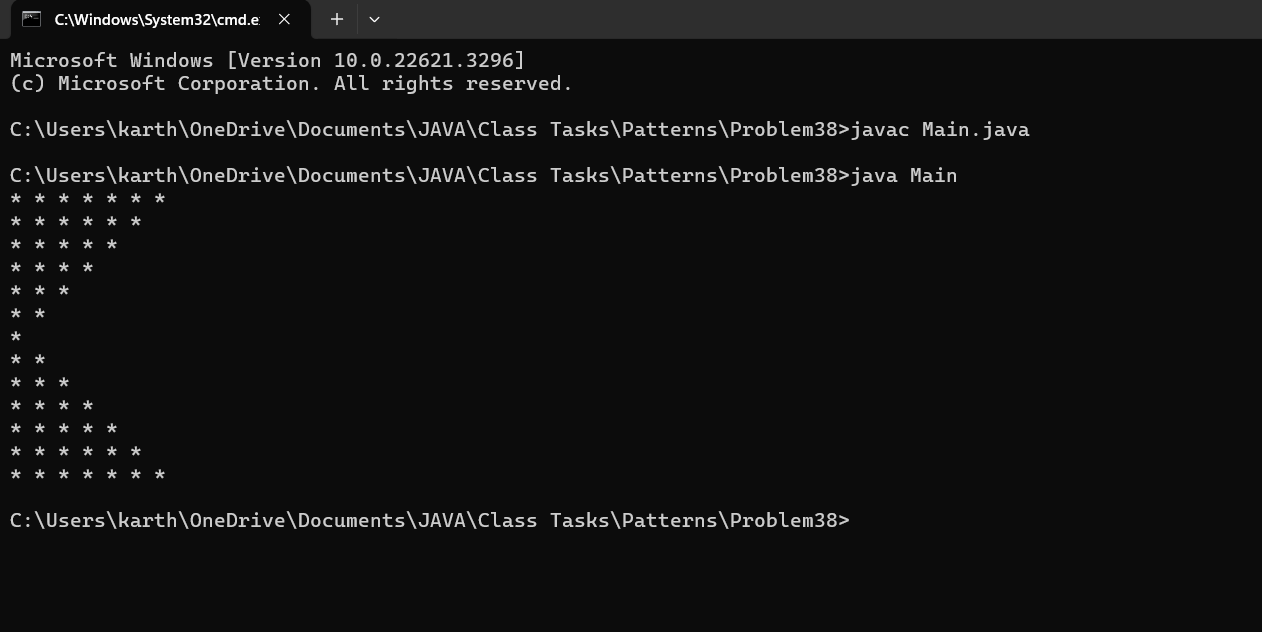 C:\Windows\System32\cmd.e
Microsoft Windows [Version 10.0.22621.3296]
(c) Microsoft Corporation. All rights reserved.
C:\Users\karth\OneDrive\Documents\JAVA\Class Tasks\Patterns\Problem38>javac Main.java
C:\Users\karth\OneDrive\Documents\JAVA\Class Tasks\Patterns\Problem38>java Main
* * * * * * *
* * * * * *
* * * * *
* * * *
* * *
* *
*
* *
* * *
* * * *
* * * * *
* * * * * *
* * * * * * *
C:\Users\karth\OneDrive\Documents\JAVA\Class Tasks\Patterns\Problem38>